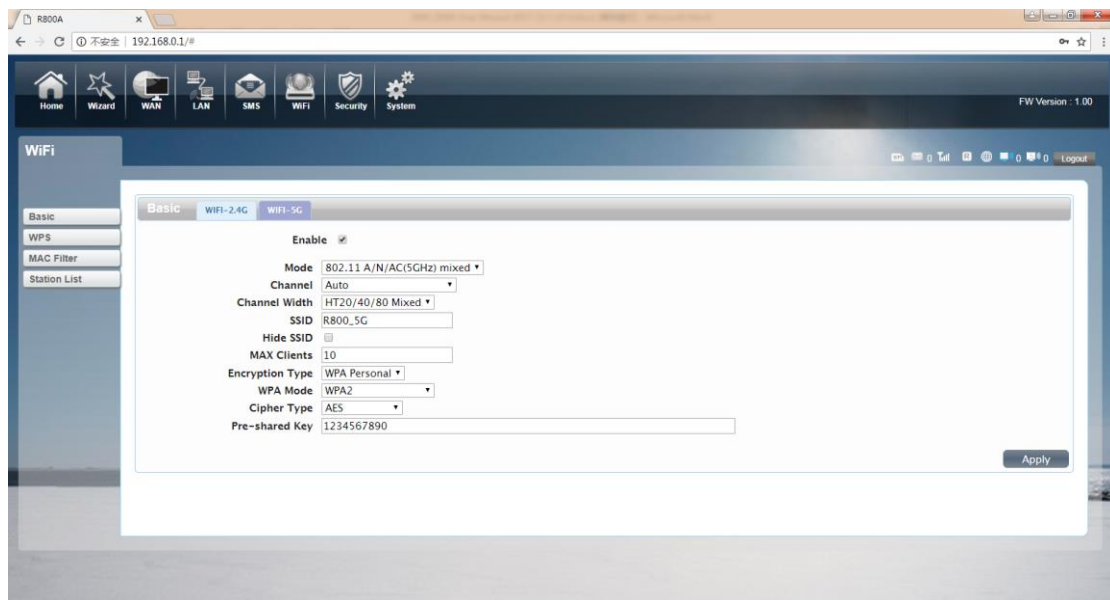 R800A
不安全 192.168.0.1/#
Home Wizard WAN LAN SMS WiFi Security System
FW Version : 1.00
WiFi
0 0 0 Logout
Basic WIFI-2.4G WIFI-5G
Basic
WPS
MAC Filter
Station List
Enable
Mode 802.11 A/N/AC(5GHz) mixed
Channel Auto
Channel Width HT20/40/80 Mixed
SSID R800_5G
Hide SSID
MAX Clients 10
Encryption Type WPA Personal
WPA Mode WPA2
Cipher Type AES
Pre-shared Key 1234567890
Apply